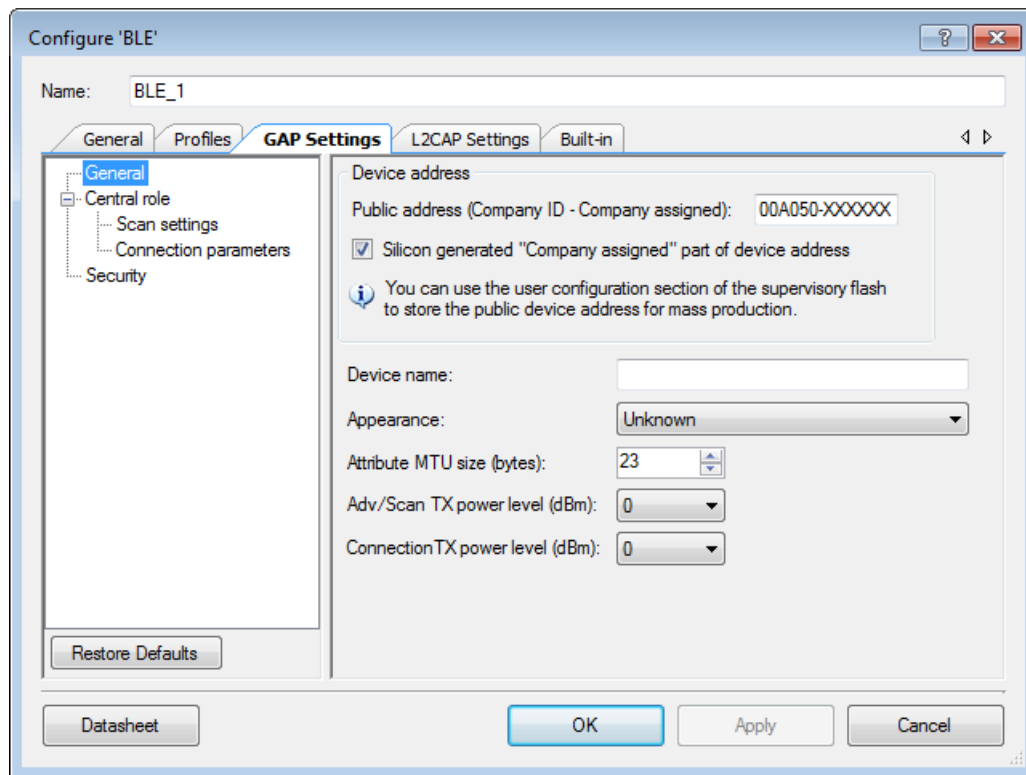 Configure 'BLE'
Name: BLE_1
General Profiles GAP Settings L2CAP Settings Built-in
General
Central role
Scan settings
Connection parameters
Security
Restore Defaults
Device address
Public address (Company ID - Company assigned): 00A050-XXXXXX
Silicon generated "Company assigned" part of device address
You can use the user configuration section of the supervisory flash
to store the public device address for mass production.
Device name:
Appearance: Unknown
Attribute MTU size (bytes): 23
Adv/Scan TX power level (dBm): 0
Connection TX power level (dBm): 0
Datasheet OK Apply Cancel